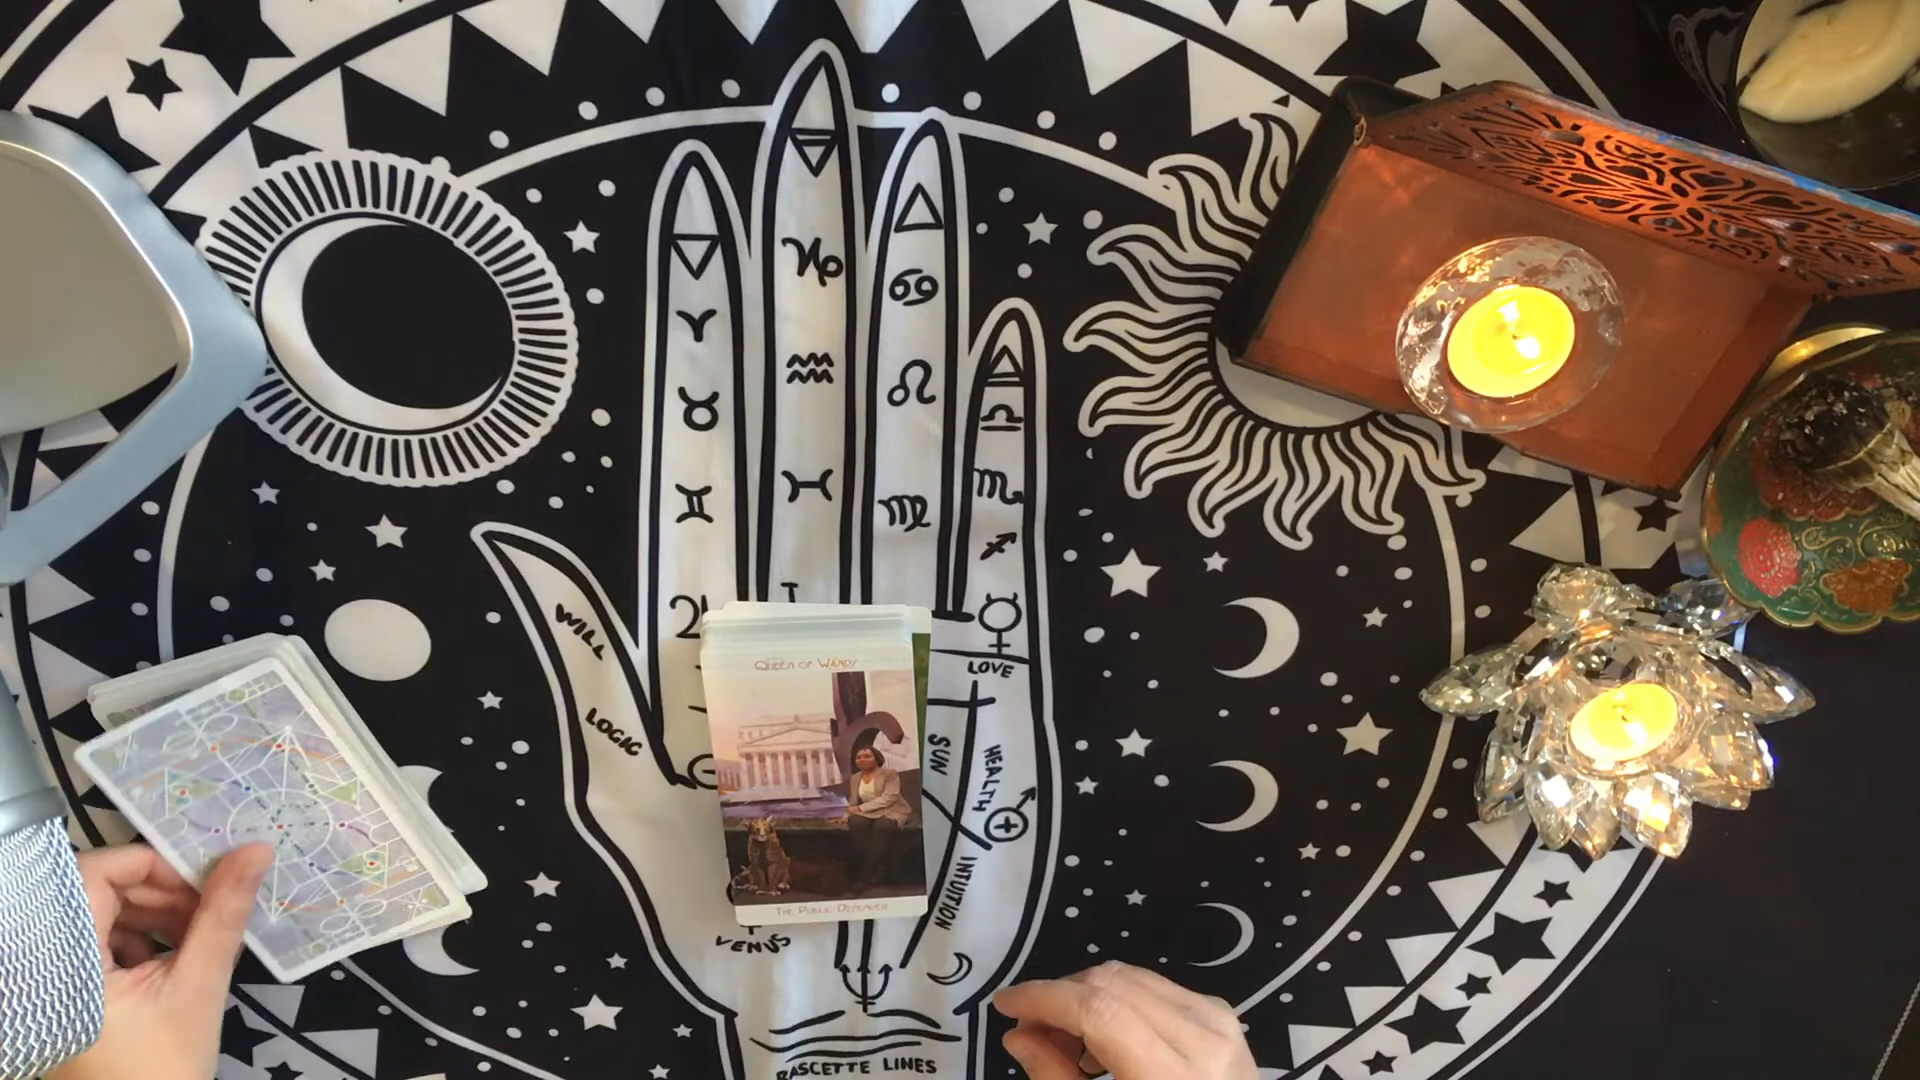 WILL
LOGIC
QUEEN OF WANDS
THE PUBLIC DEFENDER
LOVE
SUN
HEALTH
INTUITION
VENUS
RASCETTE LINES